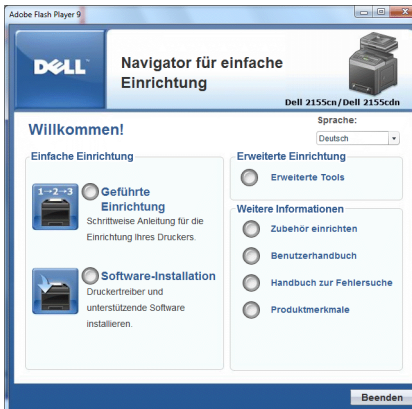 Adobe Flash Player 9
DELL
Navigator für einfache
Einrichtung
Dell 2155cn/Dell 2155cdn
Willkommen!
Sprache:
Deutsch
Einfache Einrichtung
1→2→3
Geführte
Einrichtung
Schrittweise Anleitung für die
Einrichtung Ihres Druckers.
Software-Installation
Druckertreiber und
unterstützende Software
installieren.
Erweiterte Einrichtung
Erweiterte Tools
Weitere Informationen
Zubehör einrichten
Benutzerhandbuch
Handbuch zur Fehlersuche
Produktmerkmale
Beenden